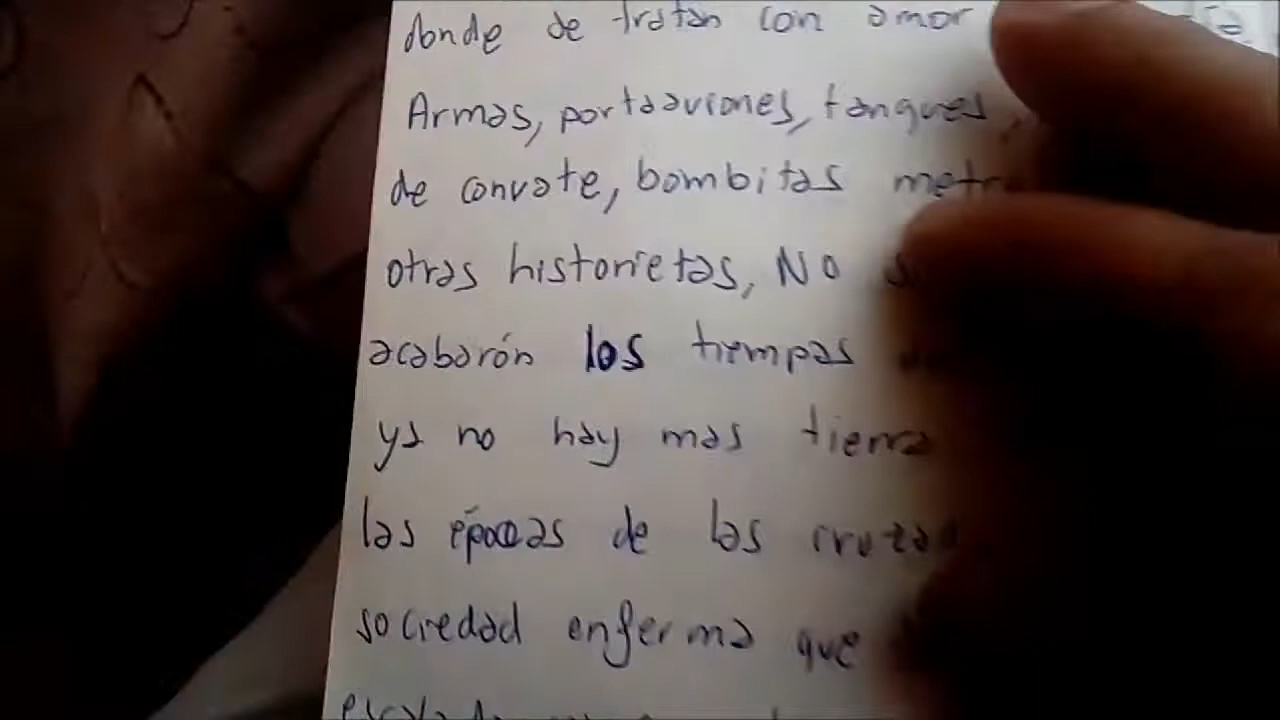 donde de tratan con amor
Armas, portaaviones, tanques,
de convate, bombitas
otras historietas, No
acabarón los tiempos
ya no hay mas tierra
las épocas de las
sociedad enferma que